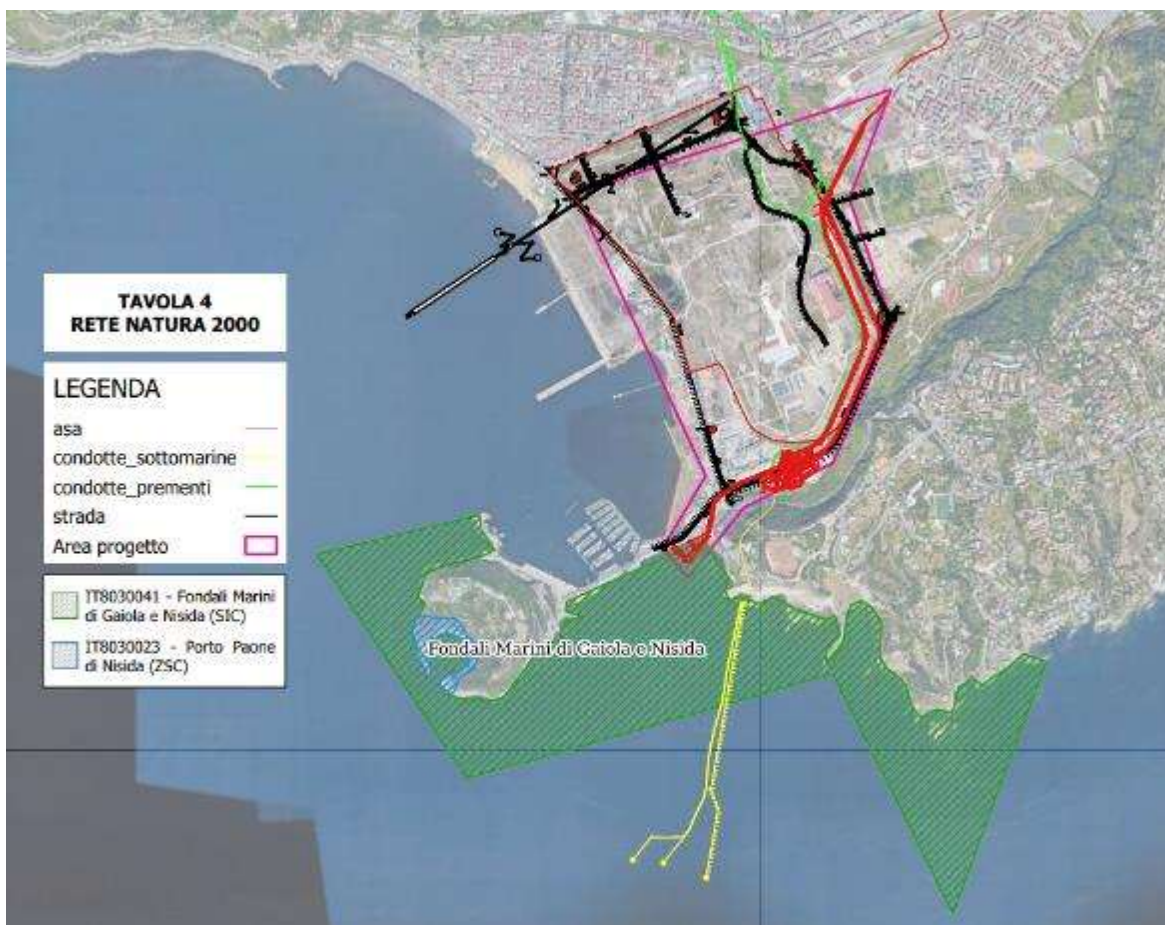 TAVOLA 4
RETE NATURA 2000
LEGENDA
asa
condotte_sottomarine
condotte_prementi
strada
Area progetto
IT8030041 - Fondali Marini
di Gaiola e Nisida (SIC)
IT8030023 - Porto Paone
di Nisida (ZSC)
Fondali Marini di Gaiola e Nisida